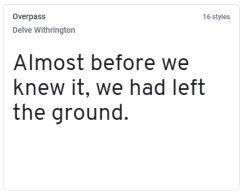 Overpass
16 styles
Delve Withrington
Almost before we
knew it, we had left
the ground.